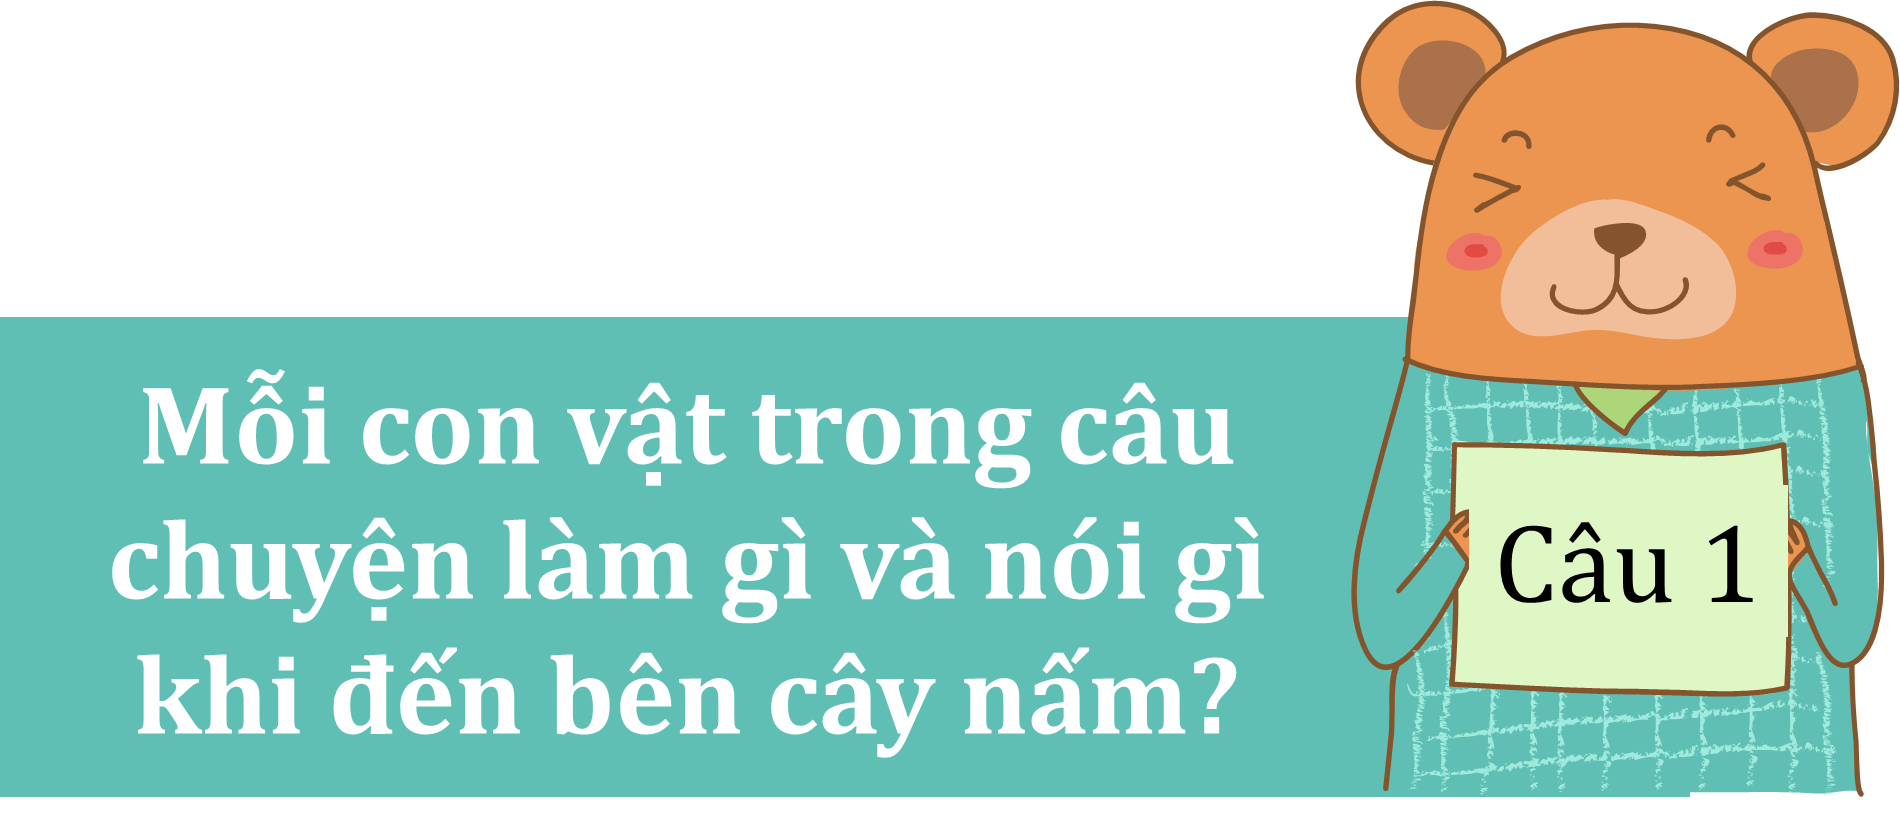 Mỗi con vật trong câu
chuyện làm gì và nói gì
khi đến bên cây nấm?
Câu 1